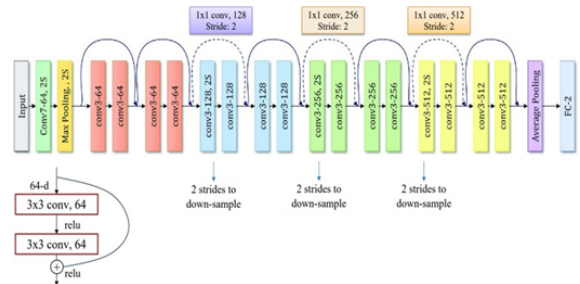 1x1 conv, 128
Stride: 2
1x1 conv, 256
Stride: 2
1x1 conv, 512
Stride: 2
Input
Conv7-64, 2S
Max Pooling, 2S
conv3-64
conv3-64
conv3-64
conv3-64
conv3-128, 2S
conv3-128
conv3-128
conv3-128
conv3-256, 2S
conv3-256
conv3-256
conv3-256
conv3-512, 2S
conv3-512
conv3-512
conv3-512
Average Pooling
FC-2
2 strides to
down-sample
2 strides to
down-sample
2 strides to
down-sample
64-d
3x3 conv, 64
relu
3x3 conv, 64
+
relu